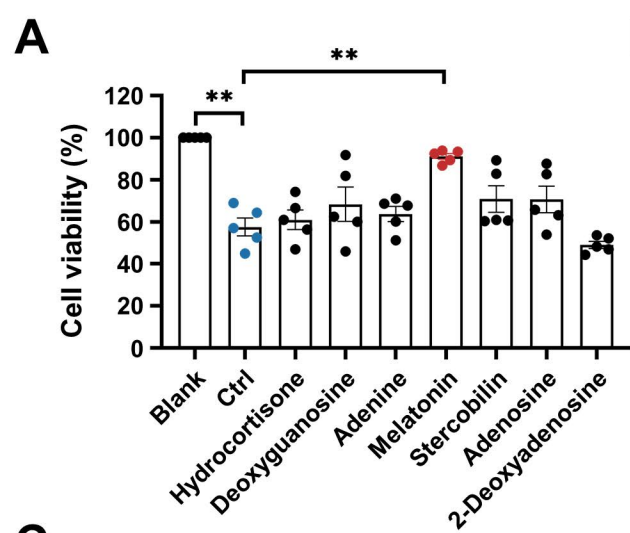 A
**
**
Cell viability (%)
120
100
80
60
40
20
0
Blank
Ctrl
Hydrocortisone
Deoxyguanosine
Adenine
Melatonin
Stercobilin
Adenosine
2-Deoxyadenosine